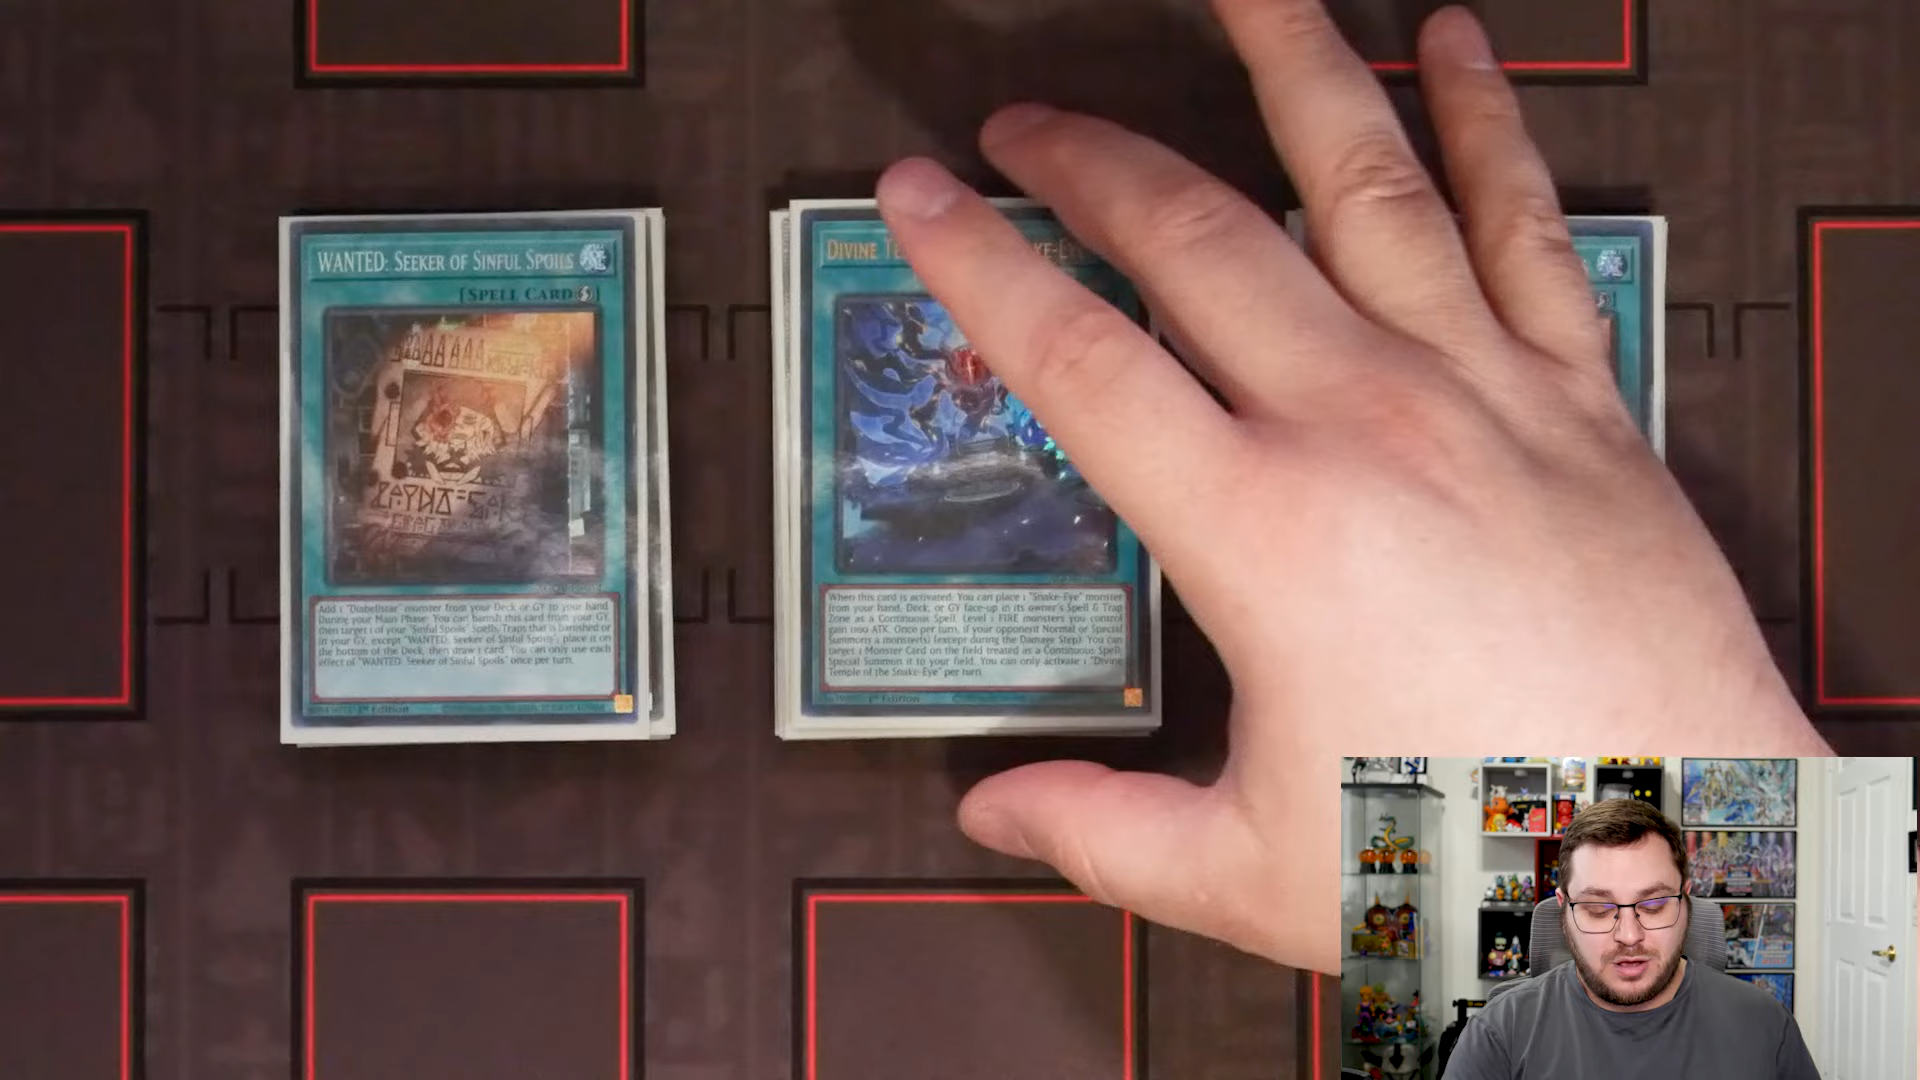 WANTED: SEEKER OF SINFUL SPOILS
[SPELL CARD]
Add 1 "Diabellstar" monster from your Deck or GY to your hand.
During your Main Phase: You can banish this card from your GY,
then target 1 of your "Sinful Spoils" Spells/Traps that is banished or
in your GY, except "WANTED: Seeker of Sinful Spoils"; place it on
the bottom of the Deck, then draw 1 card. You can only use each
effect of "WANTED: Seeker of Sinful Spoils" once per turn.
1st Edition
DIVINE
When this card is activated: You can place 1 "Snake-Eye" monster
from your hand, Deck, or GY face-up in its owner's Spell & Trap
Zone as a Continuous Spell. Level 1 FIRE monsters you control
gain 1100 ATK. Once per turn, if your opponent Normal or Special
Summons a monster(s) (except during the Damage Step): You can
target 1 Monster Card on the field treated as a Continuous Spell;
Special Summon it to your field. You can only activate 1 "Divine
Temple of the Snake-Eye" per turn.
1st Edition